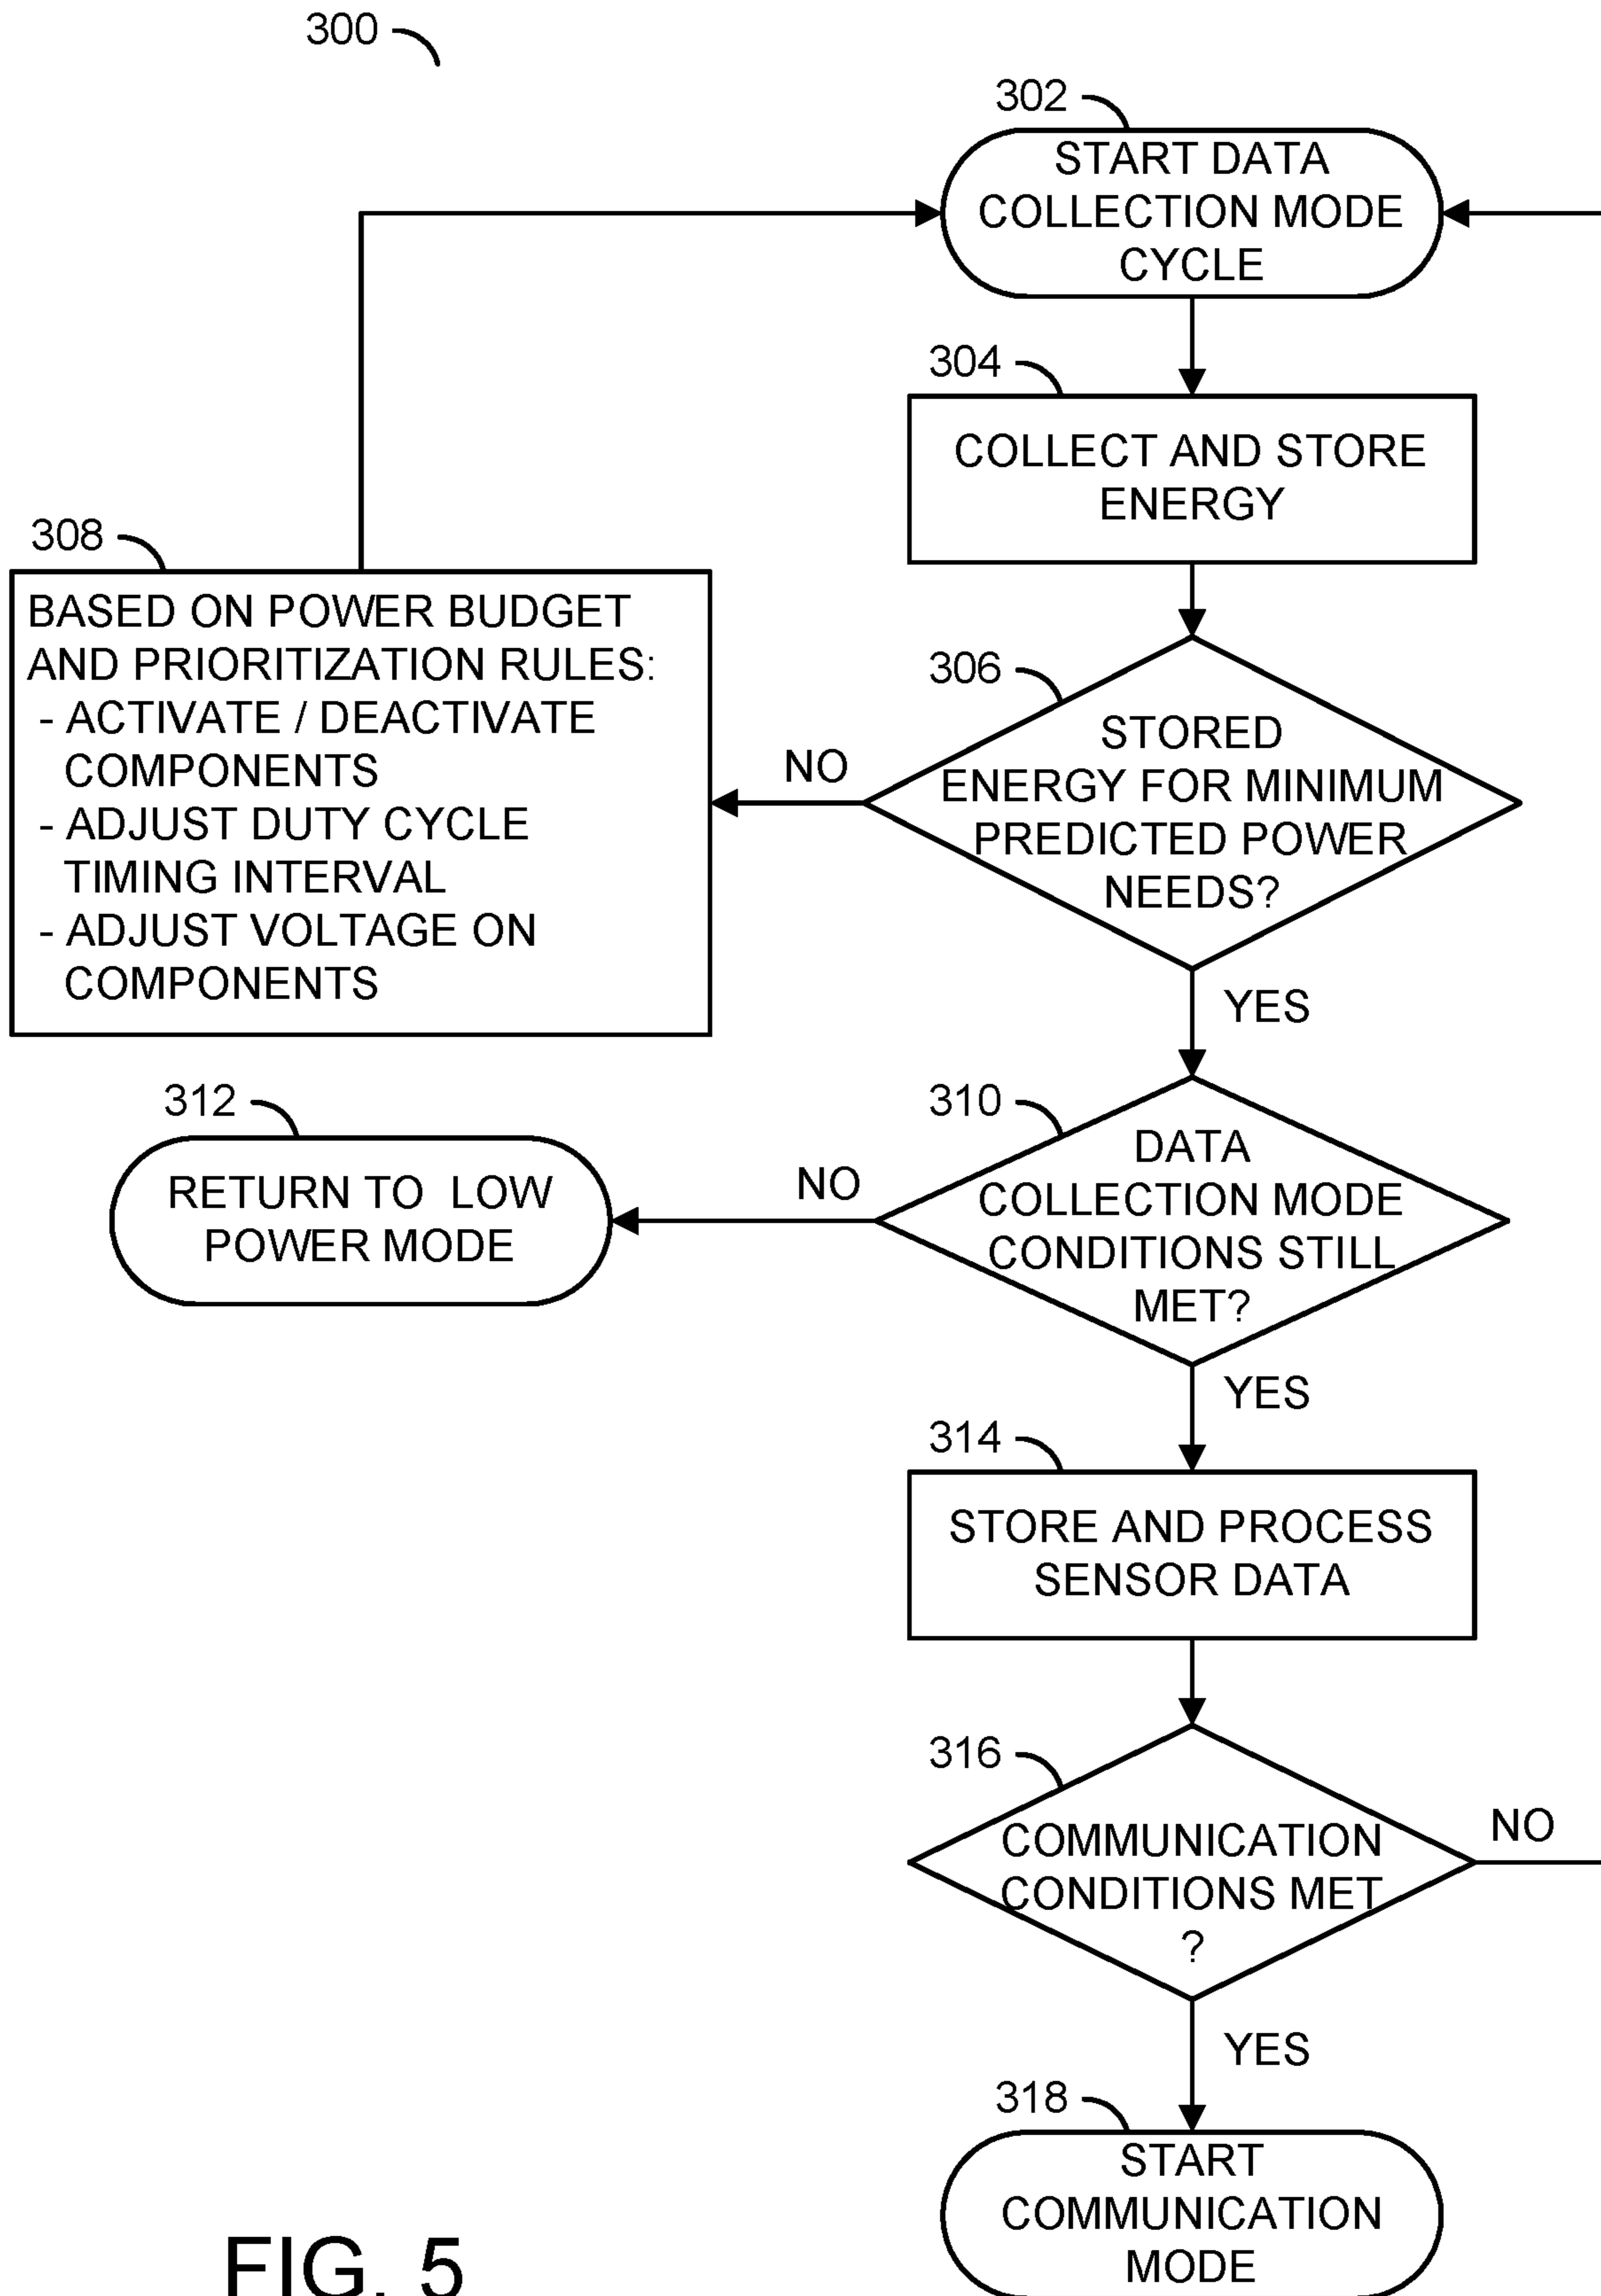 300
302
START DATA
COLLECTION MODE
CYCLE
304
COLLECT AND STORE
ENERGY
308
BASED ON POWER BUDGET
AND PRIORITIZATION RULES:
- ACTIVATE / DEACTIVATE
COMPONENTS
- ADJUST DUTY CYCLE
TIMING INTERVAL
- ADJUST VOLTAGE ON
COMPONENTS
306
STORED
ENERGY FOR MINIMUM
PREDICTED POWER
NEEDS?
NO
YES
312
RETURN TO LOW
POWER MODE
310
DATA
COLLECTION MODE
CONDITIONS STILL
MET?
NO
YES
314
STORE AND PROCESS
SENSOR DATA
316
COMMUNICATION
CONDITIONS MET
?
NO
YES
318
START
COMMUNICATION
MODE
FIG. 5